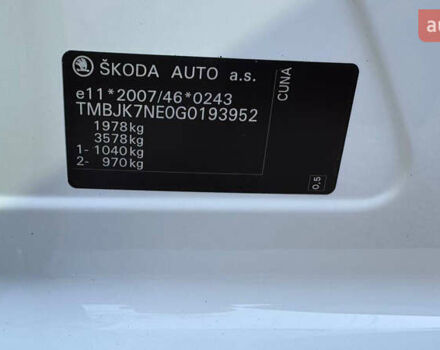 ŠKODA AUTO a.s.
e11*2007/46*0243
TMBJK7NE0G0193952
1978kg
3578kg
1- 1040kg
2- 970kg
CUNA
0,5